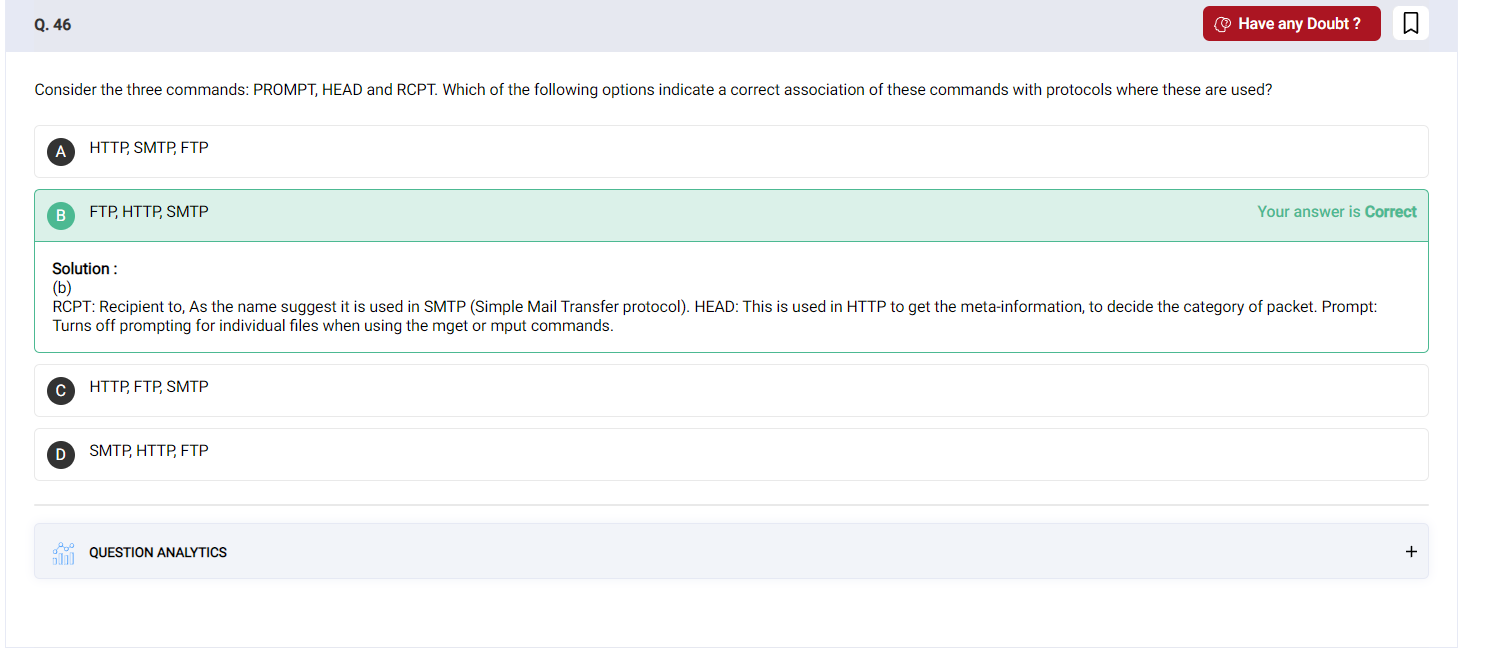 Q. 46
Have any Doubt ?
Consider the three commands: PROMPT, HEAD and RCPT. Which of the following options indicate a correct association of these commands with protocols where these are used?
A
HTTP, SMTP, FTP
B
FTP, HTTP, SMTP
Your answer is Correct
Solution :
(b)
RCPT: Recipient to, As the name suggest it is used in SMTP (Simple Mail Transfer protocol). HEAD: This is used in HTTP to get the meta-information, to decide the category of packet. Prompt:
Turns off prompting for individual files when using the mget or mput commands.
C
HTTP, FTP, SMTP
D
SMTP, HTTP, FTP
QUESTION ANALYTICS
+